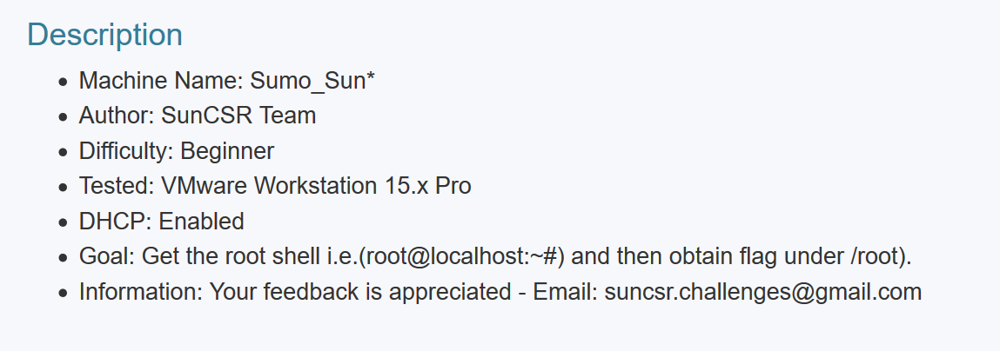 Description
• Machine Name: Sumo_Sun*
• Author: SunCSR Team
• Difficulty: Beginner
• Tested: VMware Workstation 15.x Pro
• DHCP: Enabled
• Goal: Get the root shell i.e.(root@localhost:~#) and then obtain flag under /root).
• Information: Your feedback is appreciated - Email: suncsr.challenges@gmail.com